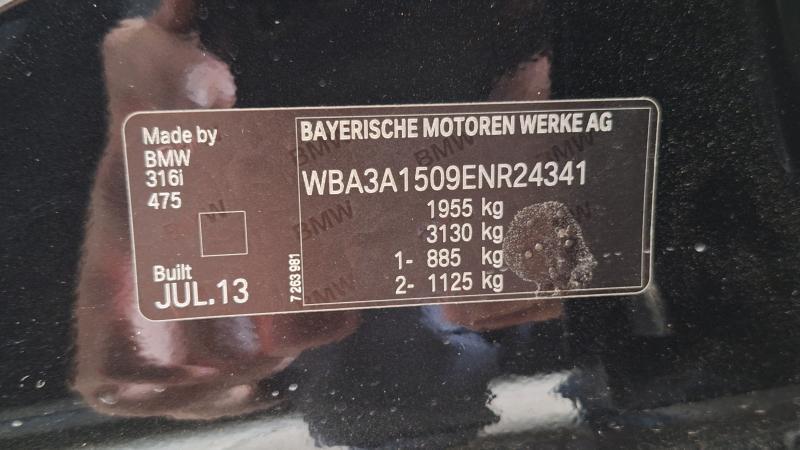 Made by
BMW
316i
475
Built
JUL.13
7 263 981
BAYERISCHE MOTOREN WERKE AG
WBA3A1509ENR24341
1955 kg
3130 kg
1- 885 kg
2- 1125 kg